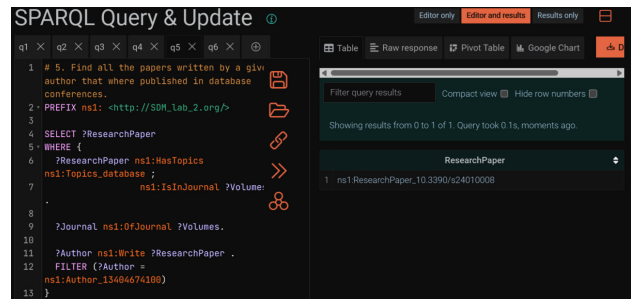 SPARQL Query & Update
Editor only Editor and results Results only
q1 × q2 × q3 × q4 × q5 × q6 ×
Table Raw response Pivot Table Google Chart D
1 # 5. Find all the papers written by a give
author that where published in database
conferences.
2 PREFIX ns1: <http://SDM_lab_2.org/>
3
4 SELECT ?ResearchPaper
5 WHERE {
6 ?ResearchPaper ns1:HasTopics
ns1:Topics_database ;
7 ns1:IsInJournal ?Volumes
.
8
9 ?Journal ns1:OfJournal ?Volumes.
10
11 ?Author ns1:Write ?ResearchPaper .
12 FILTER (?Author =
ns1:Author_13404674100)
13 }
Filter query results Compact view Hide row numbers
Showing results from 0 to 1 of 1. Query took 0.1s, moments ago.
ResearchPaper
1 ns1:ResearchPaper_10.3390/s24010008